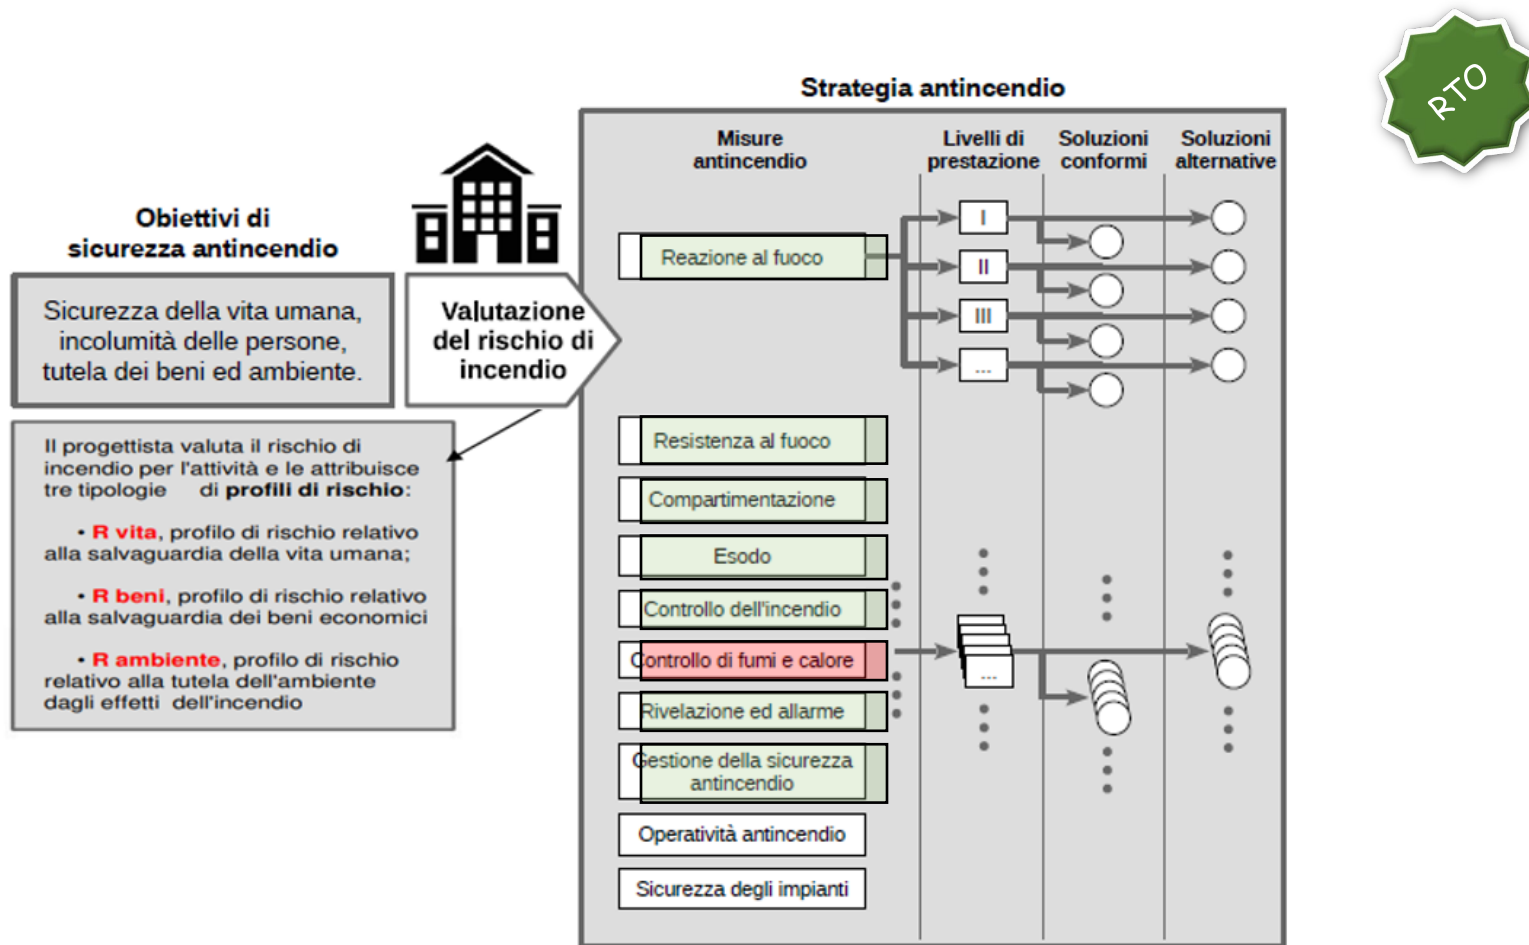 RTO
Strategia antincendio
Misure
antincendio
Livelli di
prestazione
Soluzioni
conformi
Soluzioni
alternative
Obiettivi di
sicurezza antincendio
Sicurezza della vita umana,
incolumità delle persone,
tutela dei beni ed ambiente.
Valutazione
del rischio di
incendio
Il progettista valuta il rischio di
incendio per l'attività e le attribuisce
tre tipologie di profili di rischio:
• R vita, profilo di rischio relativo
alla salvaguardia della vita umana;
• R beni, profilo di rischio relativo
alla salvaguardia dei beni economici
• R ambiente, profilo di rischio
relativo alla tutela dell'ambiente
dagli effetti dell'incendio
Reazione al fuoco
I
II
III
...
Resistenza al fuoco
Compartimentazione
Esodo
Controllo dell'incendio
Controllo di fumi e calore
...
Rivelazione ed allarme
Gestione della sicurezza
antincendio
Operatività antincendio
Sicurezza degli impianti